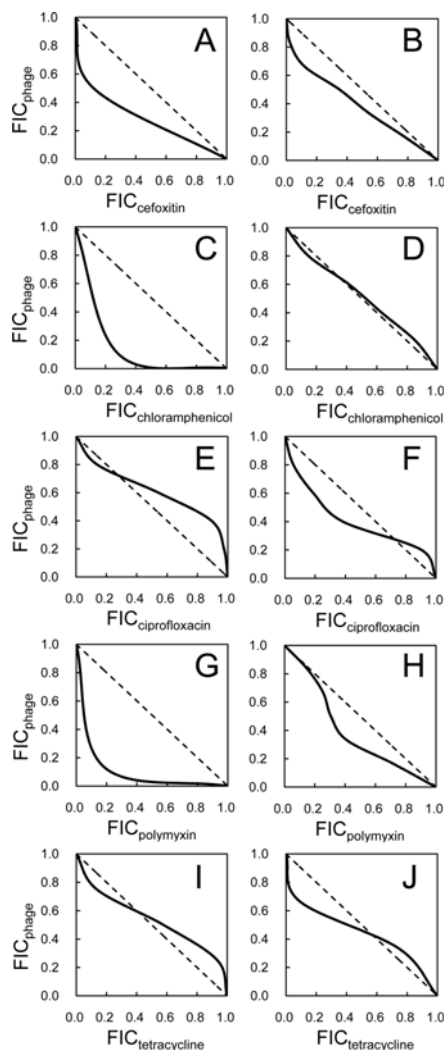 A
B
1.0 1.0
0.8 0.8
0.6 0.6
0.4 0.4
0.2 0.2
0.0 0.0
FICphage
0.0 0.2 0.4 0.6 0.8 1.0 0.0 0.2 0.4 0.6 0.8 1.0
FICcefoxitin FICcefoxitin
C
D
1.0 1.0
0.8 0.8
0.6 0.6
0.4 0.4
0.2 0.2
0.0 0.0
FICphage
0.0 0.2 0.4 0.6 0.8 1.0 0.0 0.2 0.4 0.6 0.8 1.0
FICchloramphenicol FICchloramphenicol
E
F
1.0 1.0
0.8 0.8
0.6 0.6
0.4 0.4
0.2 0.2
0.0 0.0
FICphage
0.0 0.2 0.4 0.6 0.8 1.0 0.0 0.2 0.4 0.6 0.8 1.0
FICciprofloxacin FICciprofloxacin
G
H
1.0 1.0
0.8 0.8
0.6 0.6
0.4 0.4
0.2 0.2
0.0 0.0
FICphage
0.0 0.2 0.4 0.6 0.8 1.0 0.0 0.2 0.4 0.6 0.8 1.0
FICpolymyxin FICpolymyxin
I
J
1.0 1.0
0.8 0.8
0.6 0.6
0.4 0.4
0.2 0.2
0.0 0.0
FICphage
0.0 0.2 0.4 0.6 0.8 1.0 0.0 0.2 0.4 0.6 0.8 1.0
FICtetracycline FICtetracycline